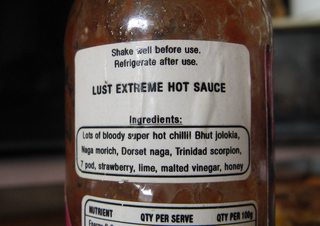 Shake well before use.
Refrigerate after use.
LUST EXTREME HOT SAUCE
Ingredients:
Lots of bloody super hot chilli! Bhut jolokia,
Naga morich, Dorset naga, Trinidad scorpion,
7 pod, strawberry, lime, malted vinegar, honey
NUTRIENT QTY PER SERVE QTY PER 100g